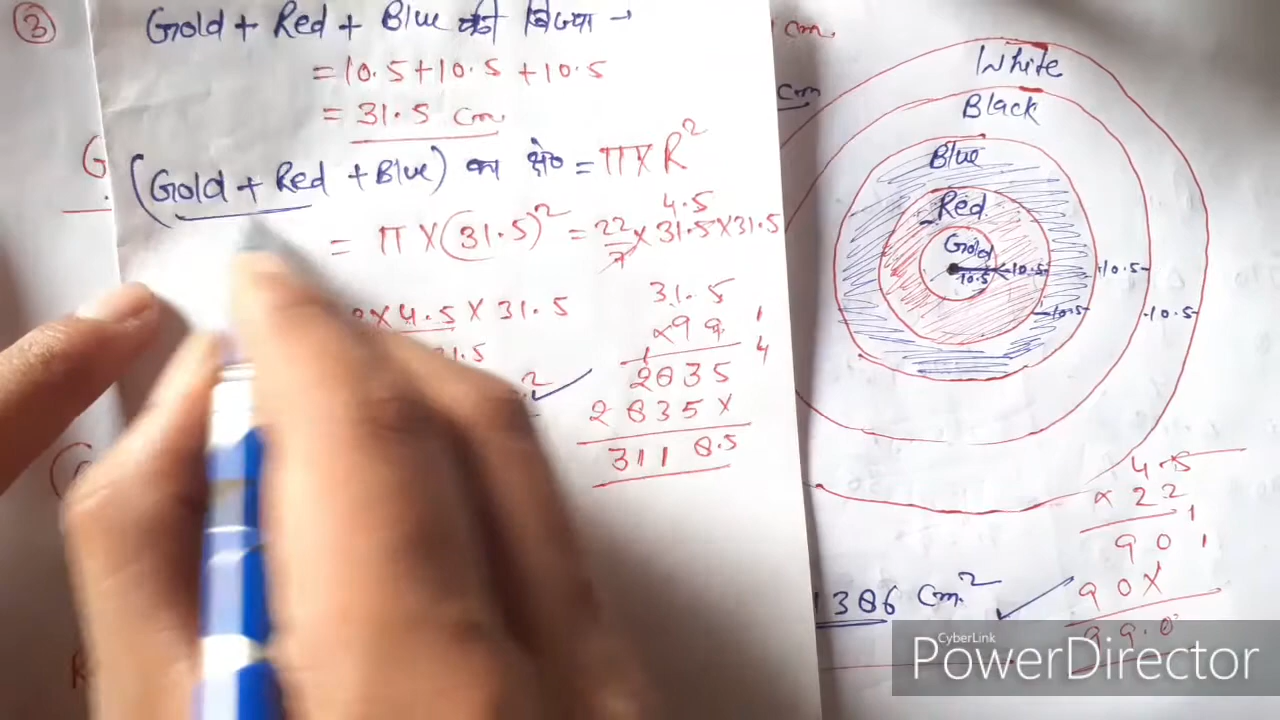 3
Gold + Red + Blue की त्रिज्या →
= 10.5 + 10.5 + 10.5
= 31.5 cm
(Gold + Red + Blue) का क्षे० = π × R²
= π × (31.5)² = 22/7 × 31.5 × 31.5
4.5
× 4.5 × 31.5
31.5
× 99
2835
2835×
3118.5
G
cm
cm
White
Black
Blue
Red
Gold
10.5
10.5
10.5
10.5
10.5
1386 cm²
4.5
× 22
90
90×
99.0
CyberLink
PowerDirector